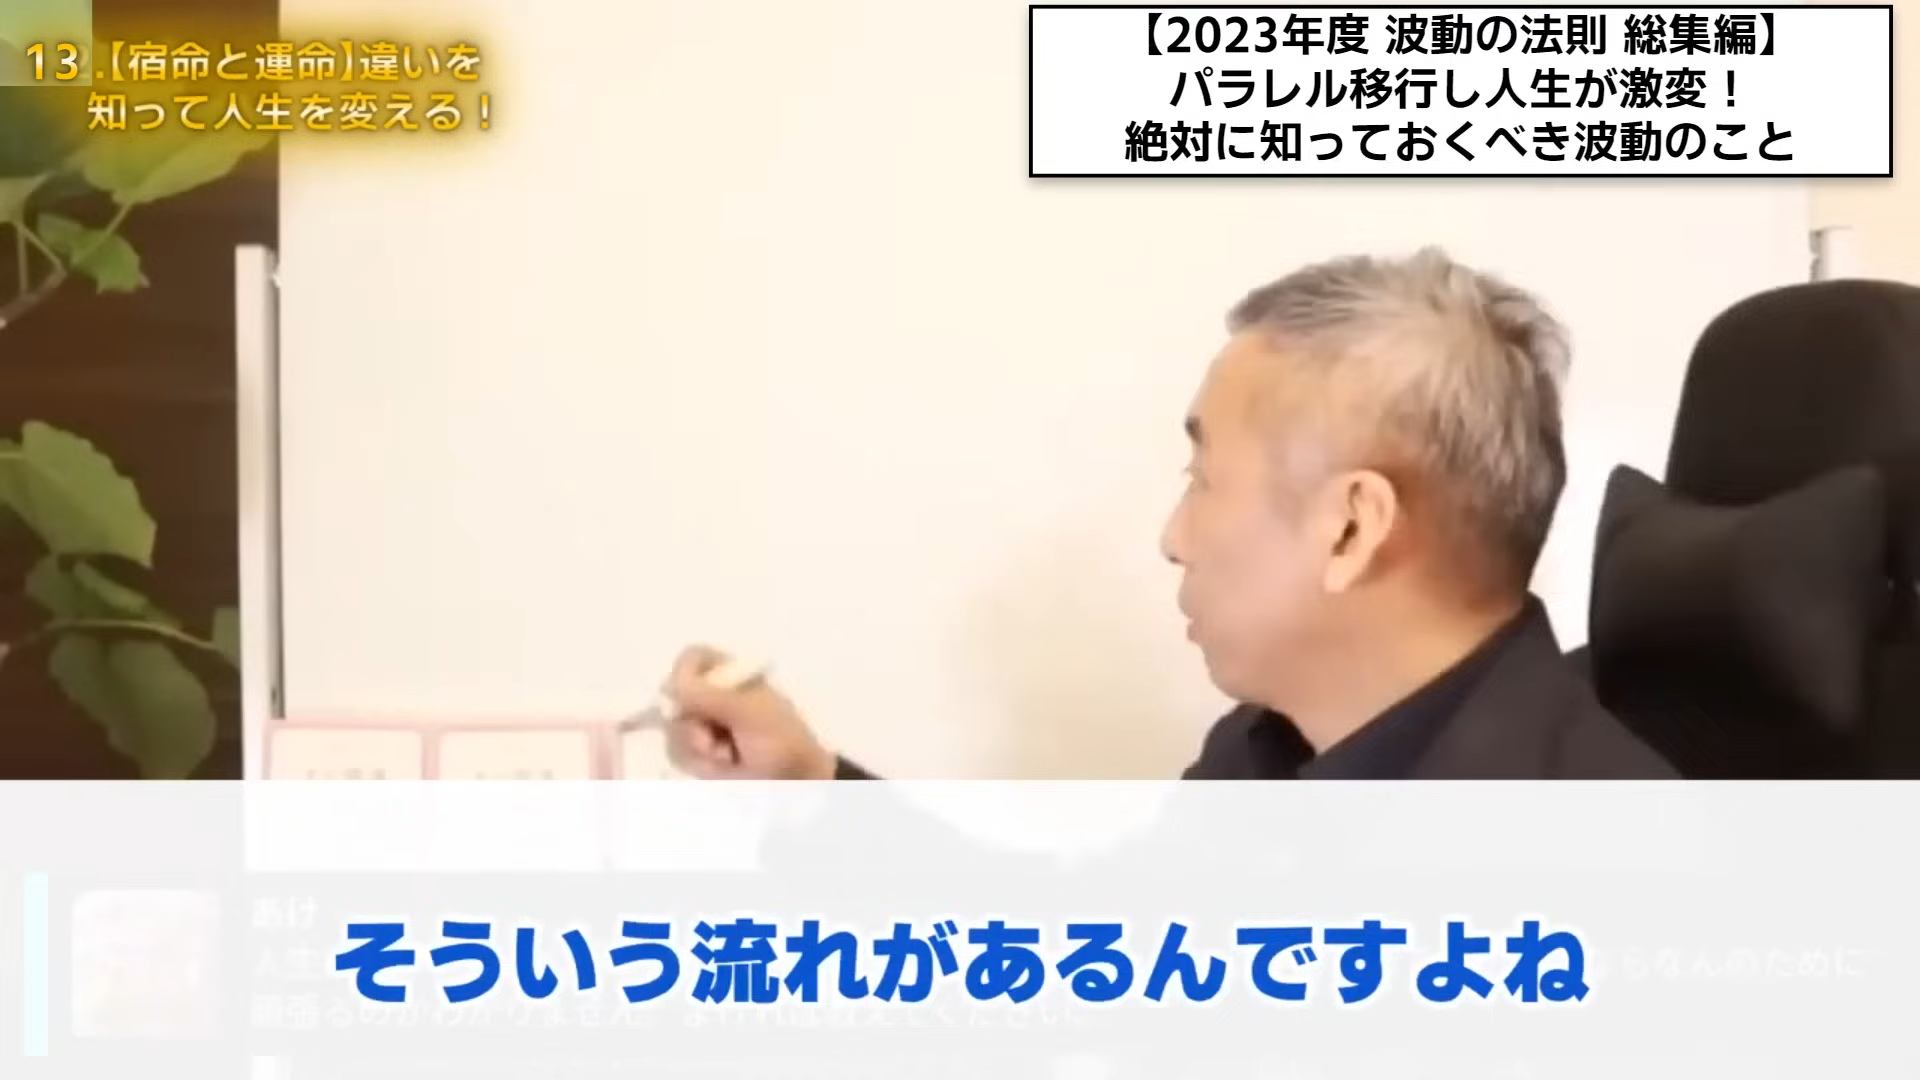 13.【宿命と運命】違いを
知って人生を変える！
【2023年度 波動の法則 総集編】
パラレル移行し人生が激変！
絶対に知っておくべき波動のこと
あけ
そういう流れがあるんですよね